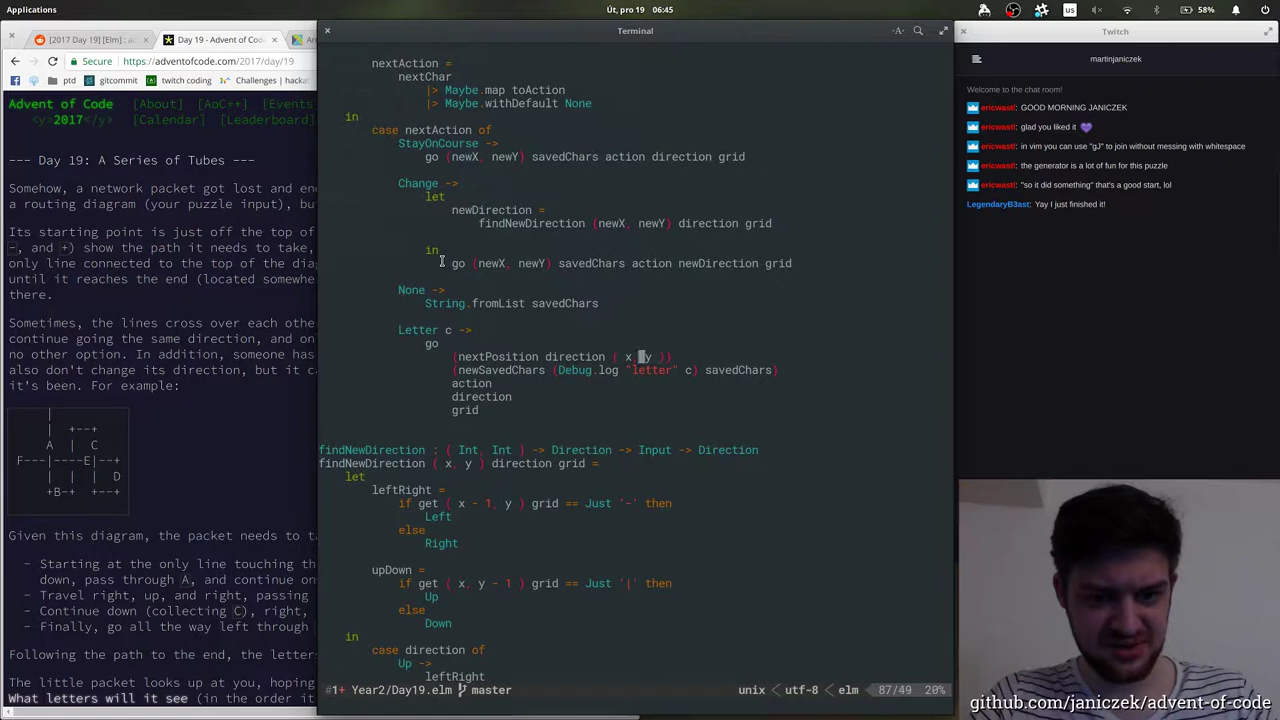 Applications
Út, pro 19 06:45
us
58%
[2017 Day 19] [Elm] : ad
Day 19 - Advent of Code
Secure
https://adventofcode.com/2017/day/19
ptd
gitcommit
tckung
Challenges | hackat
Advent of Code
[About] [AoC++] [Events
<y>2017</y>
[Calendar] [Leaderboard]
--- Day 19: A Series of Tubes ---
Somehow, a network packet got lost and end
a routing diagram (your puzzle input), but
Its starting point is just off the top of
-, and +) show the path it needs to take,
only line connected to the top of the dia
until it reaches the end (located somewhe
there.
Sometimes, the lines cross over each othe
continue going the same direction, and on
no other option. In addition, someone has
also don't change its direction, but it ca
it's been. For example:
|
| +--+
A | C
F---|----E|--+
| | | D
+B-+ +--+
Given this diagram, the packet needs to ta
- Starting at the only line touching th
down, pass through A, and continue on
- Travel right, up, and right, passing
- Continue down (collecting C), right,
- Finally, go all the way left through
Following the path to the end, the letter
The little packet looks up at you, hoping
What letters will it see (in the order it
Terminal
nextAction =
nextChar
|> Maybe.map toAction
|> Maybe.withDefault None
in
case nextAction of
StayOnCourse ->
go (newX, newY) savedChars action direction grid
Change ->
let
newDirection =
findNewDirection (newX, newY) direction grid
in
go (newX, newY) savedChars action newDirection grid
None ->
String.fromList savedChars
Letter c ->
go
(nextPosition direction ( x, y ))
(newSavedChars (Debug.log "letter" c) savedChars)
action
direction
grid
findNewDirection : ( Int, Int ) -> Direction -> Input -> Direction
findNewDirection ( x, y ) direction grid =
let
leftRight =
if get ( x - 1, y ) grid == Just '-' then
Left
else
Right
upDown =
if get ( x, y - 1 ) grid == Just '|' then
Up
else
Down
in
case direction of
Up ->
leftRight
#1+ Year2/Day19.elm master
unix
utf-8
elm
87/49
20%
Twitch
martinjaniczek
Welcome to the chat room!
ericwastl: GOOD MORNING JANICZEK
ericwastl: glad you liked it
ericwastl: in vim you can use "gJ" to join without messing with whitespace
ericwastl: the generator is a lot of fun for this puzzle
ericwastl: "so it did something" that's a good start, lol
LegendaryB3ast: Yay I just finished it!
github.com/janiczek/advent-of-code